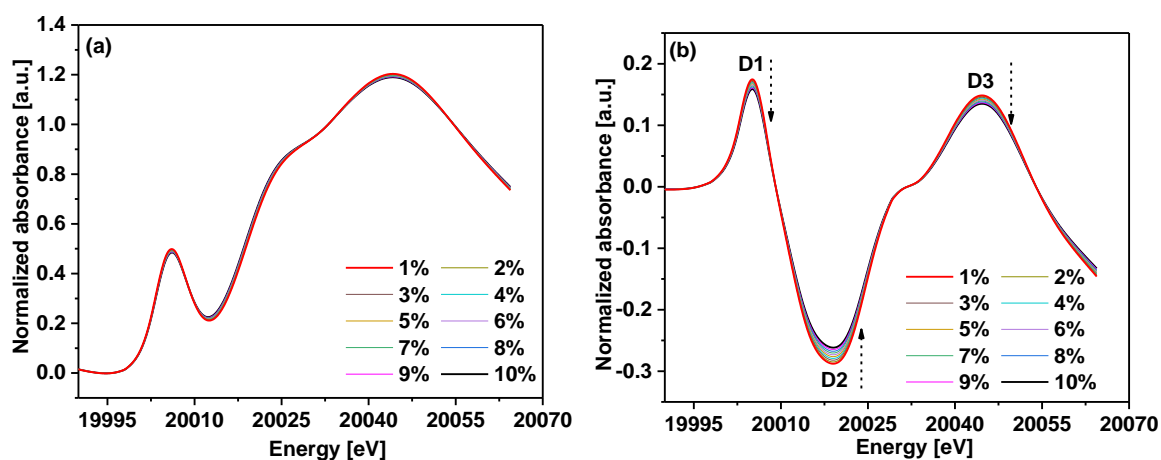 (a)
Normalized absorbance [a.u.]
1.4
1.2
1.0
0.8
0.6
0.4
0.2
0.0
1% 2%
3% 4%
5% 6%
7% 8%
9% 10%
19995 20010 20025 20040 20055 20070
Energy [eV]
(b)
Normalized absorbance [a.u.]
0.2
0.1
0.0
-0.1
-0.2
-0.3
D1
D3
D2
1% 2%
3% 4%
5% 6%
7% 8%
9% 10%
19995 20010 20025 20040 20055 20070
Energy [eV]